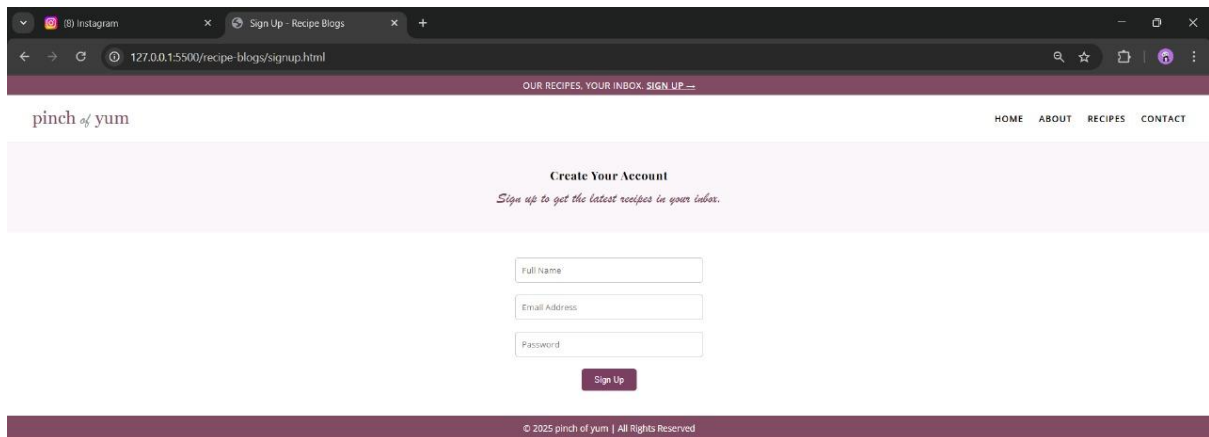 (8) Instagram
Sign Up - Recipe Blogs
127.0.0.1:5500/recipe-blogs/signup.html
OUR RECIPES, YOUR INBOX. SIGN UP →
pinch of yum
HOME ABOUT RECIPES CONTACT
Create Your Account
Sign up to get the latest recipes in your inbox.
Full Name
Email Address
Password
Sign Up
© 2025 pinch of yum | All Rights Reserved